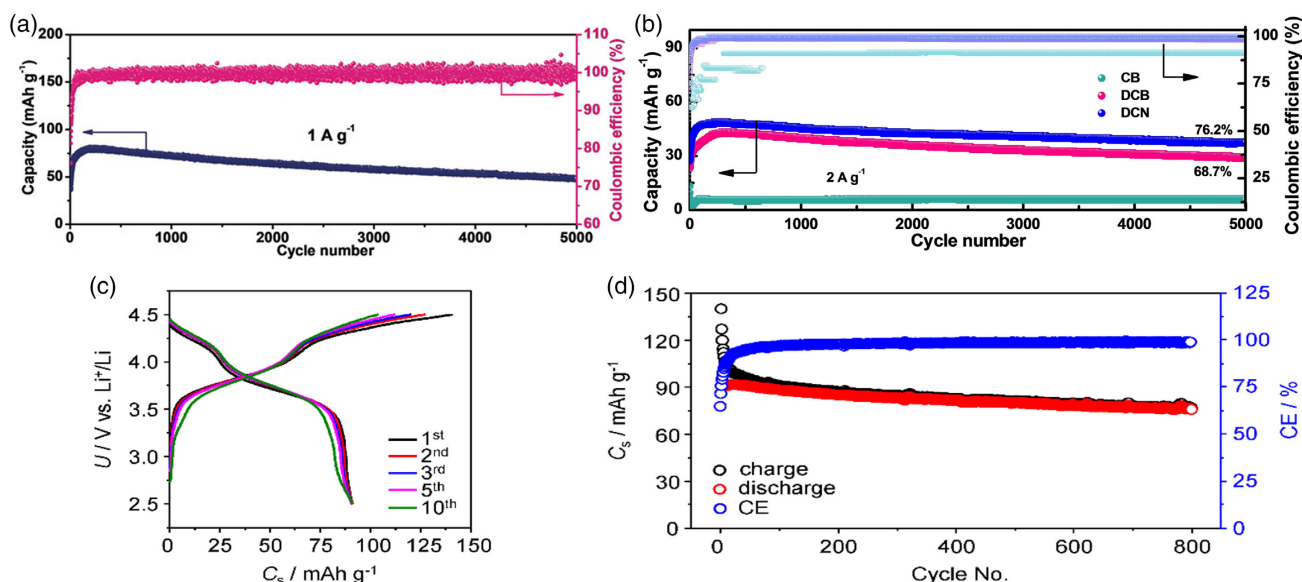 (a)
200
150
100
50
0
Capacity (mAh g⁻¹)
110
100
90
80
70
60
Coulombic efficiency (%)
1 A g⁻¹
0 1000 2000 3000 4000 5000
Cycle number
(b)
90
60
30
0
Capacity (mAh g⁻¹)
100
75
50
25
Coulombic efficiency (%)
CB
DCB
DCN
76.2%
68.7%
2 A g⁻¹
0 1000 2000 3000 4000 5000
Cycle number
(c)
4.5
4.0
3.5
3.0
2.5
U / V vs. Li⁺/Li
1ˢᵗ
2ⁿᵈ
3ʳᵈ
5ᵗʰ
10ᵗʰ
0 25 50 75 100 125 150
Cₛ / mAh g⁻¹
(d)
150
120
90
60
30
0
Cₛ / mAh g⁻¹
125
100
75
50
25
0
CE / %
charge
discharge
CE
0 200 400 600 800
Cycle No.